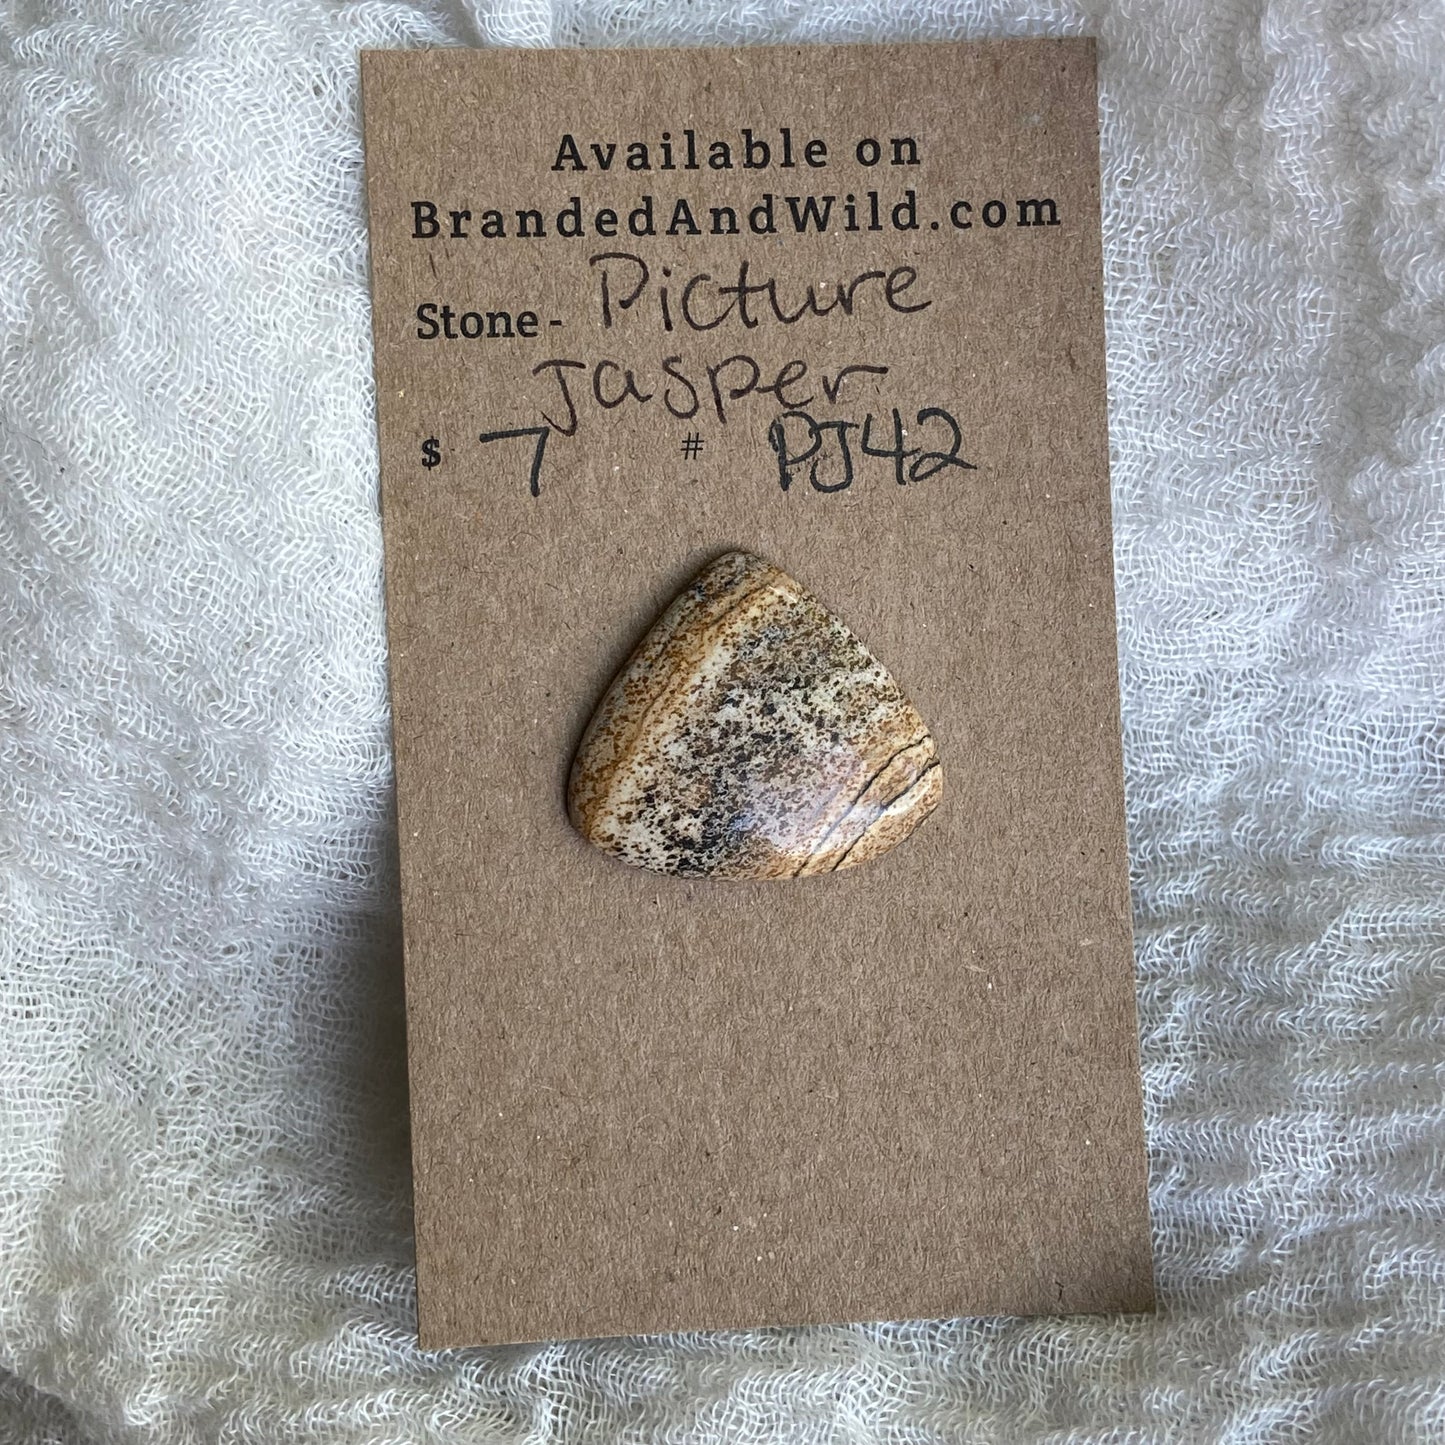 Available on
BrandedAndWild.com
Stone - Picture
Jasper
$ 7 # PJ42